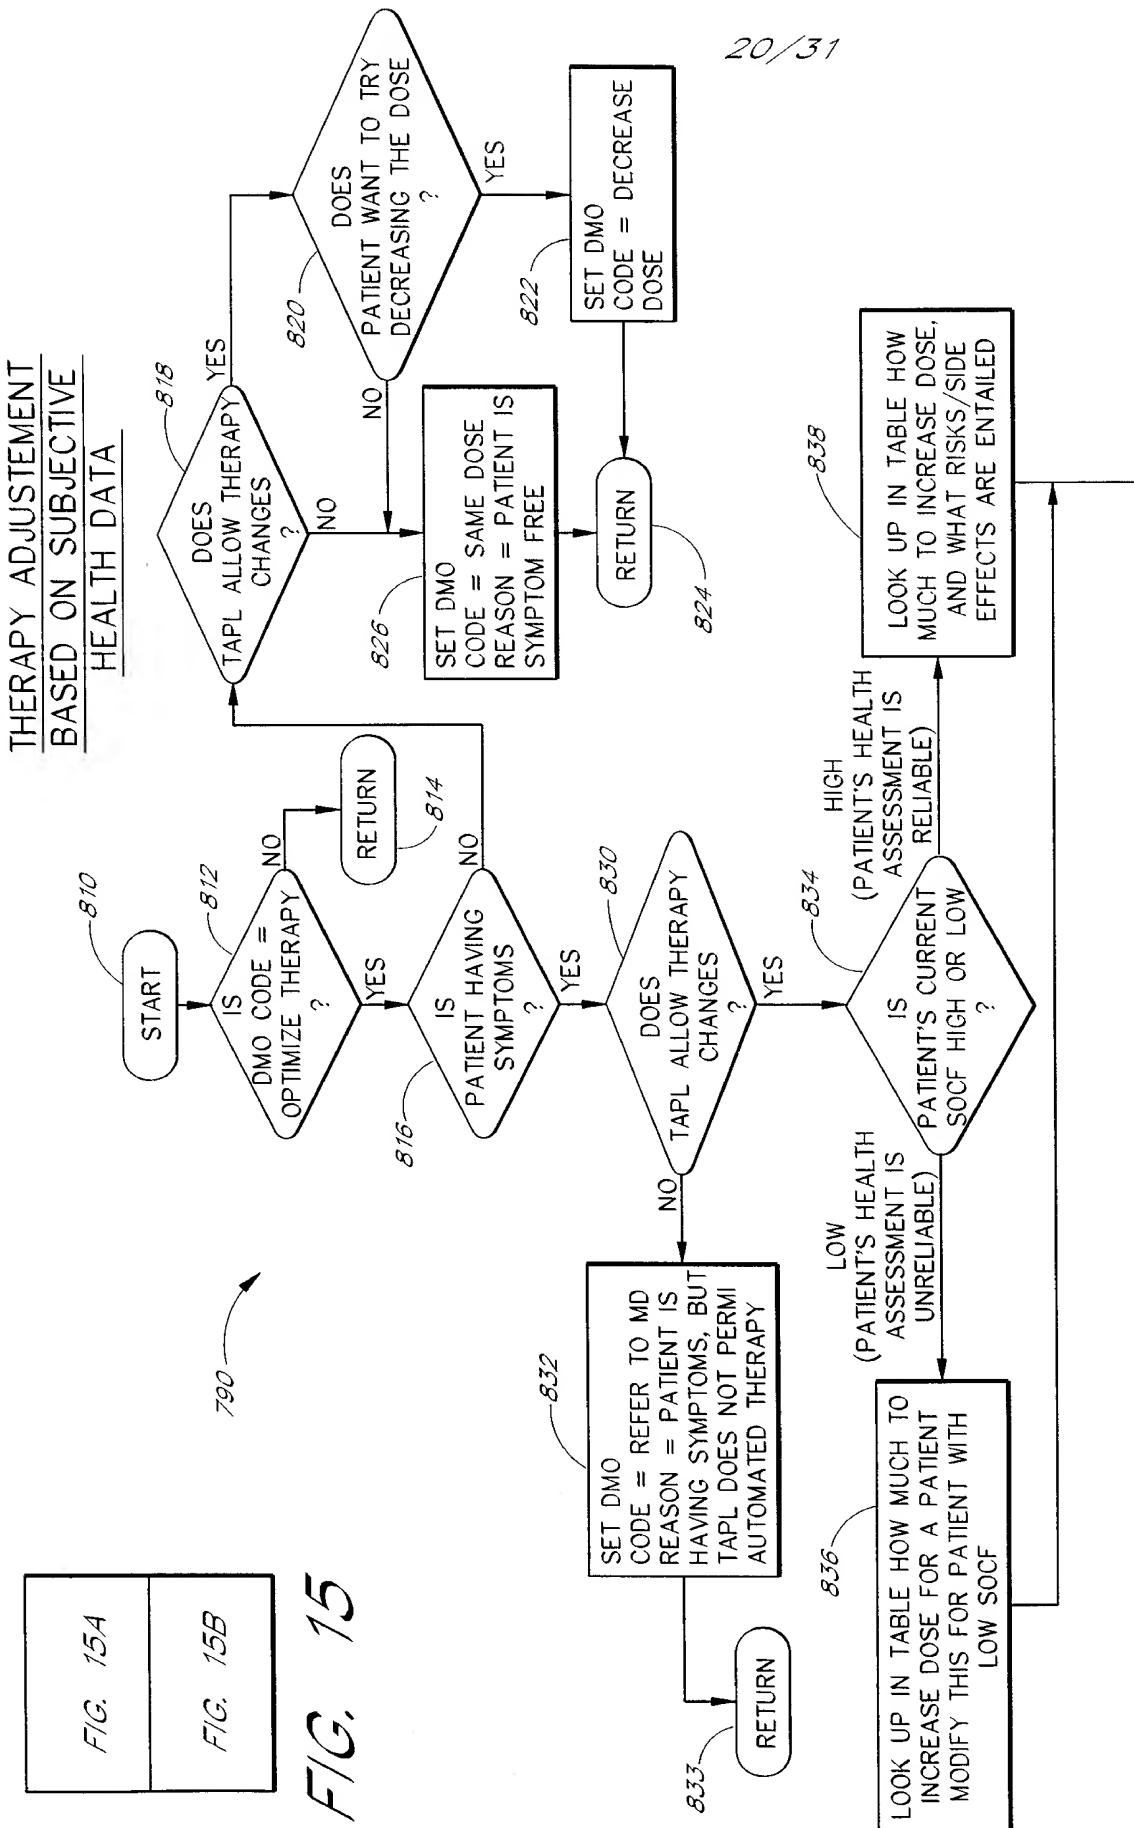 20/31
THERAPY ADJUSTEMENT
BASED ON SUBJECTIVE
HEALTH DATA
FIG. 15A
FIG. 15B
FIG. 15
790
810
START
812
IS
DMO CODE =
OPTIMIZE THERAPY
?
NO
RETURN
814
YES
816
IS
PATIENT HAVING
SYMPTOMS
?
NO
YES
818
DOES
TAPL ALLOW THERAPY
CHANGES
?
YES
NO
820
DOES
PATIENT WANT TO TRY
DECREASING THE DOSE
?
NO
YES
822
SET DMO
CODE = DECREASE
DOSE
826
SET DMO
CODE = SAME DOSE
REASON = PATIENT IS
SYMPTOM FREE
RETURN
824
830
DOES
TAPL ALLOW THERAPY
CHANGES
?
NO
YES
832
SET DMO
CODE = REFER TO MD
REASON = PATIENT IS
HAVING SYMPTOMS, BUT
TAPL DOES NOT PERMI
AUTOMATED THERAPY
833
RETURN
834
IS
PATIENT'S CURRENT
SOCF HIGH OR LOW
?
LOW
(PATIENT'S HEALTH
ASSESSMENT IS
UNRELIABLE)
HIGH
(PATIENT'S HEALTH
ASSESSMENT IS
RELIABLE)
836
LOOK UP IN TABLE HOW MUCH TO
INCREASE DOSE FOR A PATIENT
MODIFY THIS FOR PATIENT WITH
LOW SOCF
838
LOOK UP IN TABLE HOW
MUCH TO INCREASE DOSE,
AND WHAT RISKS/SIDE
EFFECTS ARE ENTAILED